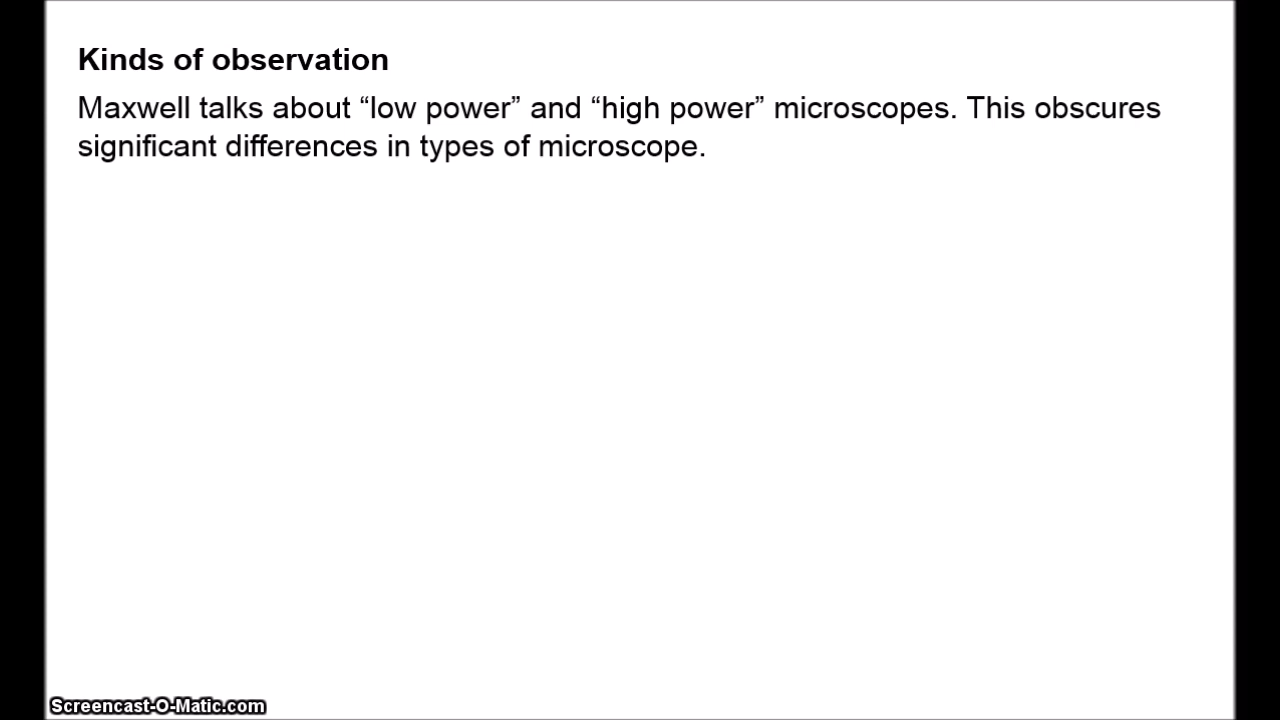 Kinds of observation
Maxwell talks about “low power” and “high power” microscopes. This obscures
significant differences in types of microscope.
Screencast-O-Matic.com